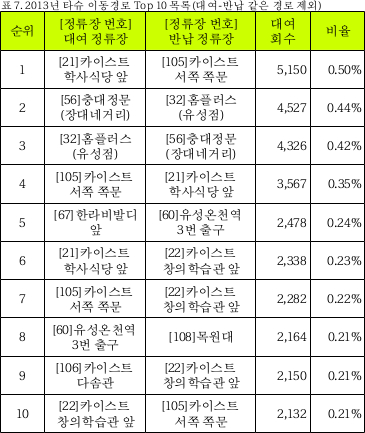 표 7. 2013년 타슈 이동경로 Top 10 목록(대여-반납 같은 경로 제외)
순위 [정류장 번호] 대여 정류장 [정류장 번호] 반납 정류장 대여 회수 비율
1 [21]카이스트 학사식당 앞 [105]카이스트 서쪽 쪽문 5,150 0.50%
2 [56]충대정문 (장대네거리) [32]홈플러스 (유성점) 4,527 0.44%
3 [32]홈플러스 (유성점) [56]충대정문 (장대네거리) 4,326 0.42%
4 [105]카이스트 서쪽 쪽문 [21]카이스트 학사식당 앞 3,567 0.35%
5 [67]한라비발디 앞 [60]유성온천역 3번 출구 2,478 0.24%
6 [21]카이스트 학사식당 앞 [22]카이스트 창의학습관 앞 2,338 0.23%
7 [105]카이스트 서쪽 쪽문 [22]카이스트 창의학습관 앞 2,282 0.22%
8 [60]유성온천역 3번 출구 [108]목원대 2,164 0.21%
9 [106]카이스트 다솜관 [22]카이스트 창의학습관 앞 2,150 0.21%
10 [22]카이스트 창의학습관 앞 [105]카이스트 서쪽 쪽문 2,132 0.21%